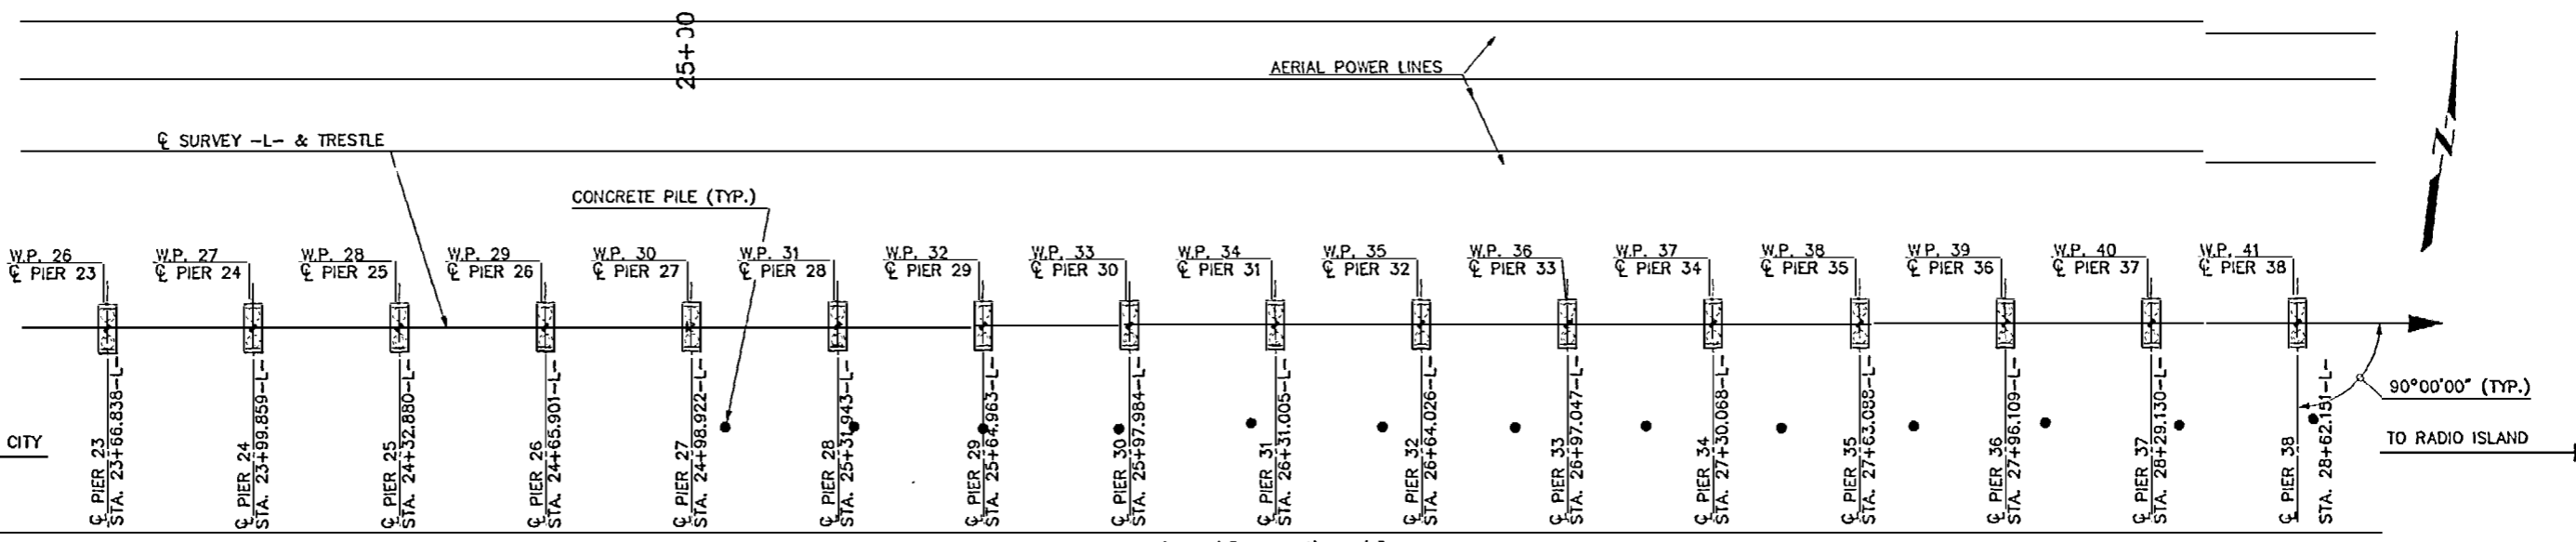 25+00
AERIAL POWER LINES
℄ SURVEY -L- & TRESTLE
CONCRETE PILE (TYP.)
N
W.P. 26
℄ PIER 23
W.P. 27
℄ PIER 24
W.P. 28
℄ PIER 25
W.P. 29
℄ PIER 26
W.P. 30
℄ PIER 27
W.P. 31
℄ PIER 28
W.P. 32
℄ PIER 29
W.P. 33
℄ PIER 30
W.P. 34
℄ PIER 31
W.P. 35
℄ PIER 32
W.P. 36
℄ PIER 33
W.P. 37
℄ PIER 34
W.P. 38
℄ PIER 35
W.P. 39
℄ PIER 36
W.P. 40
℄ PIER 37
W.P. 41
℄ PIER 38
CITY
℄ PIER 23
STA. 23+66.838-L-
℄ PIER 24
STA. 23+99.859-L-
℄ PIER 25
STA. 24+32.880-L-
℄ PIER 26
STA. 24+65.901-L-
℄ PIER 27
STA. 24+98.922-L-
℄ PIER 28
STA. 25+31.943-L-
℄ PIER 29
STA. 25+64.963-L-
℄ PIER 30
STA. 25+97.984-L-
℄ PIER 31
STA. 26+31.005-L-
℄ PIER 32
STA. 26+64.026-L-
℄ PIER 33
STA. 26+97.047-L-
℄ PIER 34
STA. 27+30.068-L-
℄ PIER 35
STA. 27+63.088-L-
℄ PIER 36
STA. 27+96.109-L-
℄ PIER 37
STA. 28+29.130-L-
℄ PIER 38
STA. 28+62.151-L-
90°00'00" (TYP.)
TO RADIO ISLAND